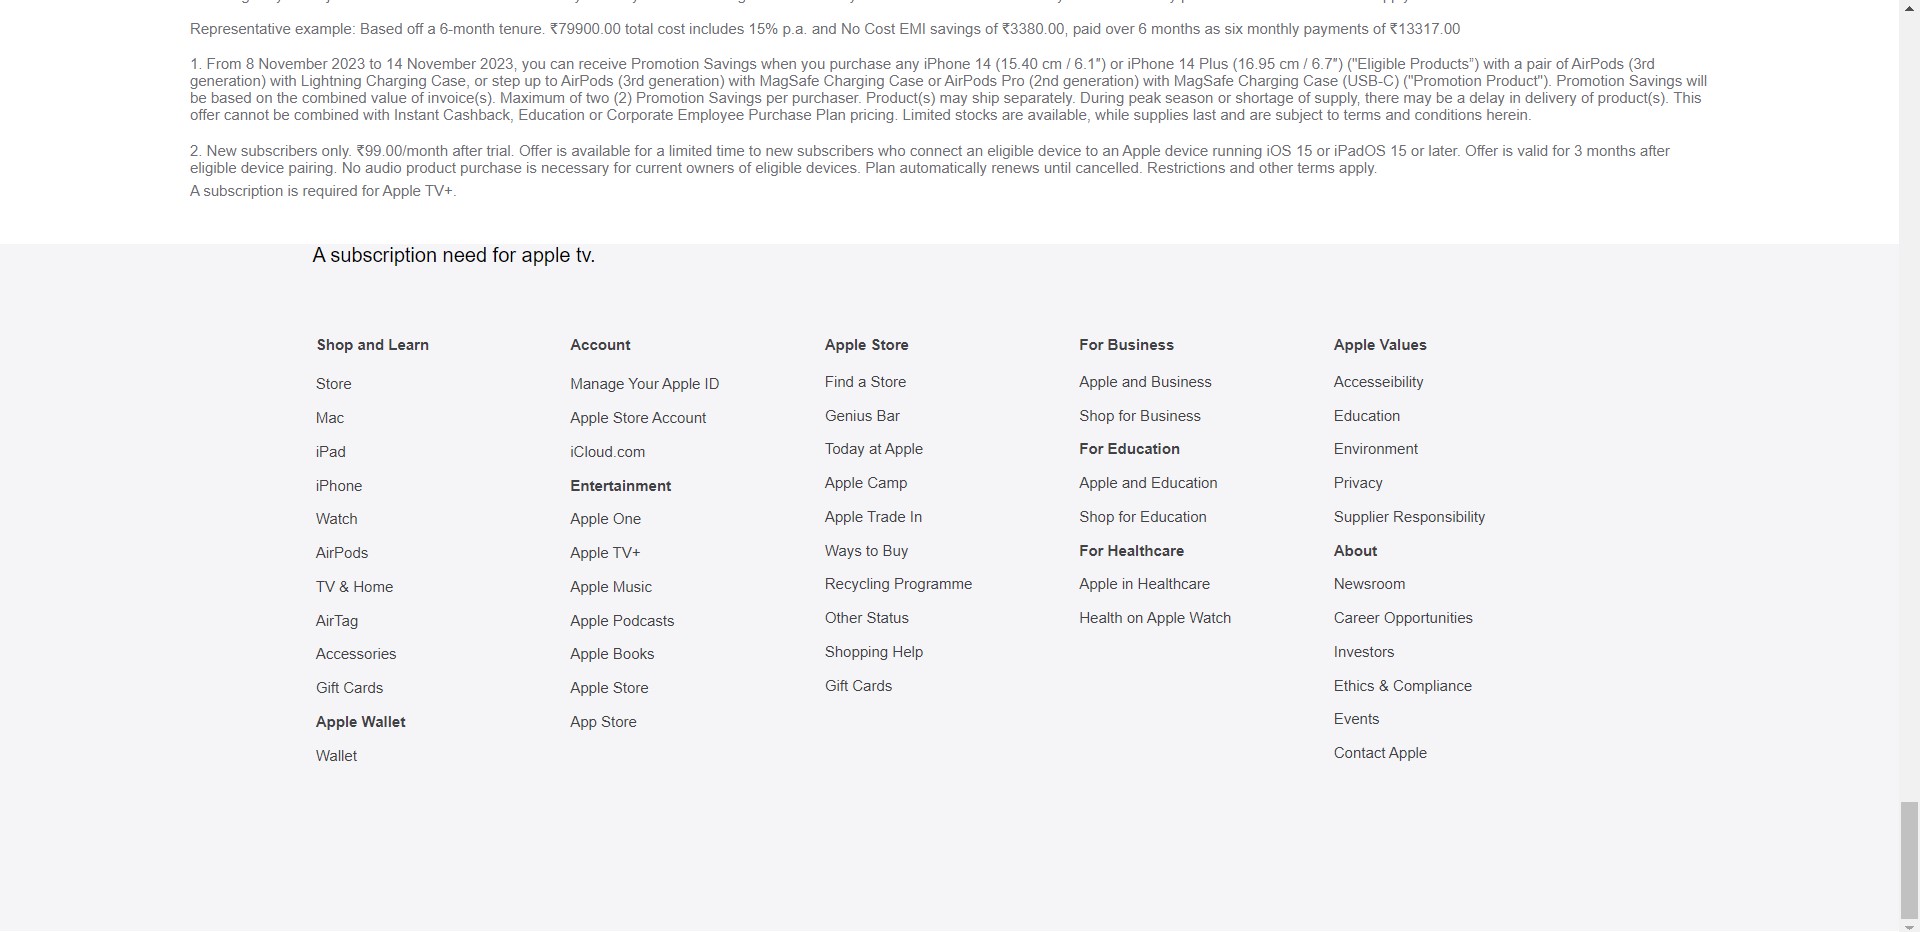 Representative example: Based off a 6-month tenure. ₹79900.00 total cost includes 15% p.a. and No Cost EMI savings of ₹3380.00, paid over 6 months as six monthly payments of ₹13317.00
1. From 8 November 2023 to 14 November 2023, you can receive Promotion Savings when you purchase any iPhone 14 (15.40 cm / 6.1″) or iPhone 14 Plus (16.95 cm / 6.7″) ("Eligible Products”) with a pair of AirPods (3rd
generation) with Lightning Charging Case, or step up to AirPods (3rd generation) with MagSafe Charging Case or AirPods Pro (2nd generation) with MagSafe Charging Case (USB-C) ("Promotion Product"). Promotion Savings will
be based on the combined value of invoice(s). Maximum of two (2) Promotion Savings per purchaser. Product(s) may ship separately. During peak season or shortage of supply, there may be a delay in delivery of product(s). This
offer cannot be combined with Instant Cashback, Education or Corporate Employee Purchase Plan pricing. Limited stocks are available, while supplies last and are subject to terms and conditions herein.
2. New subscribers only. ₹99.00/month after trial. Offer is available for a limited time to new subscribers who connect an eligible device to an Apple device running iOS 15 or iPadOS 15 or later. Offer is valid for 3 months after
eligible device pairing. No audio product purchase is necessary for current owners of eligible devices. Plan automatically renews until cancelled. Restrictions and other terms apply.
A subscription is required for Apple TV+.
A subscription need for apple tv.
Shop and Learn
Store
Mac
iPad
iPhone
Watch
AirPods
TV & Home
AirTag
Accessories
Gift Cards
Apple Wallet
Wallet
Account
Manage Your Apple ID
Apple Store Account
iCloud.com
Entertainment
Apple One
Apple TV+
Apple Music
Apple Podcasts
Apple Books
Apple Store
App Store
Apple Store
Find a Store
Genius Bar
Today at Apple
Apple Camp
Apple Trade In
Ways to Buy
Recycling Programme
Other Status
Shopping Help
Gift Cards
For Business
Apple and Business
Shop for Business
For Education
Apple and Education
Shop for Education
For Healthcare
Apple in Healthcare
Health on Apple Watch
Apple Values
Accesseibility
Education
Environment
Privacy
Supplier Responsibility
About
Newsroom
Career Opportunities
Investors
Ethics & Compliance
Events
Contact Apple